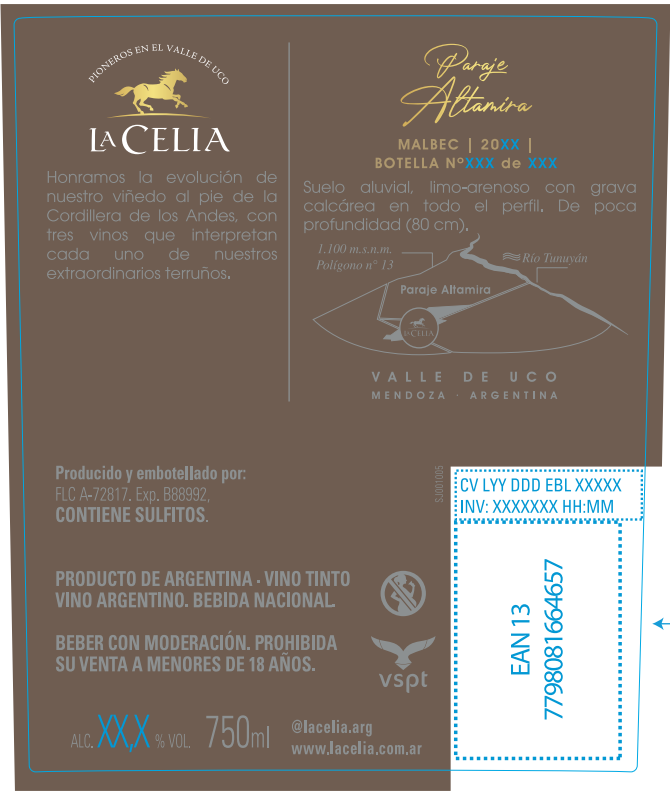 PIONEROS EN EL VALLE DE UCO
LA CELIA
Honramos la evolución de
nuestro viñedo al pie de la
Cordillera de los Andes, con
tres vinos que interpretan
cada uno de nuestros
extraordinarios terruños.
Paraje
Altamira
MALBEC | 20XX |
BOTELLA N°XXX de XXX
Suelo aluvial, limo-arenoso con grava
calcárea en todo el perfil. De poca
profundidad (80 cm).
1.100 m.s.n.m.
Polígono n° 13
Río Tunuyán
Paraje Altamira
LA CELIA
VALLE DE UCO
MENDOZA · ARGENTINA
Producido y embotellado por:
FLC A-72817. Exp. B88992,
CONTIENE SULFITOS.
SJ001005
CV LYY DDD EBL XXXXX
INV: XXXXXXX HH:MM
EAN 13
7798081664657
PRODUCTO DE ARGENTINA · VINO TINTO
VINO ARGENTINO. BEBIDA NACIONAL.
BEBER CON MODERACIÓN. PROHIBIDA
SU VENTA A MENORES DE 18 AÑOS.
vspt
ALC. XX,X % VOL. 750ml
@lacelia.arg
www.lacelia.com.ar